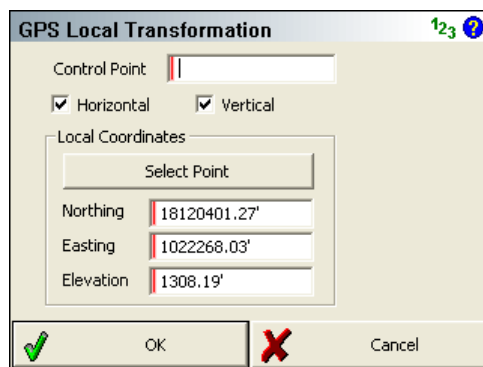 GPS Local Transformation 123 ?
Control Point
Horizontal Vertical
Local Coordinates
Select Point
Northing 18120401.27'
Easting 1022268.03'
Elevation 1308.19'
OK Cancel